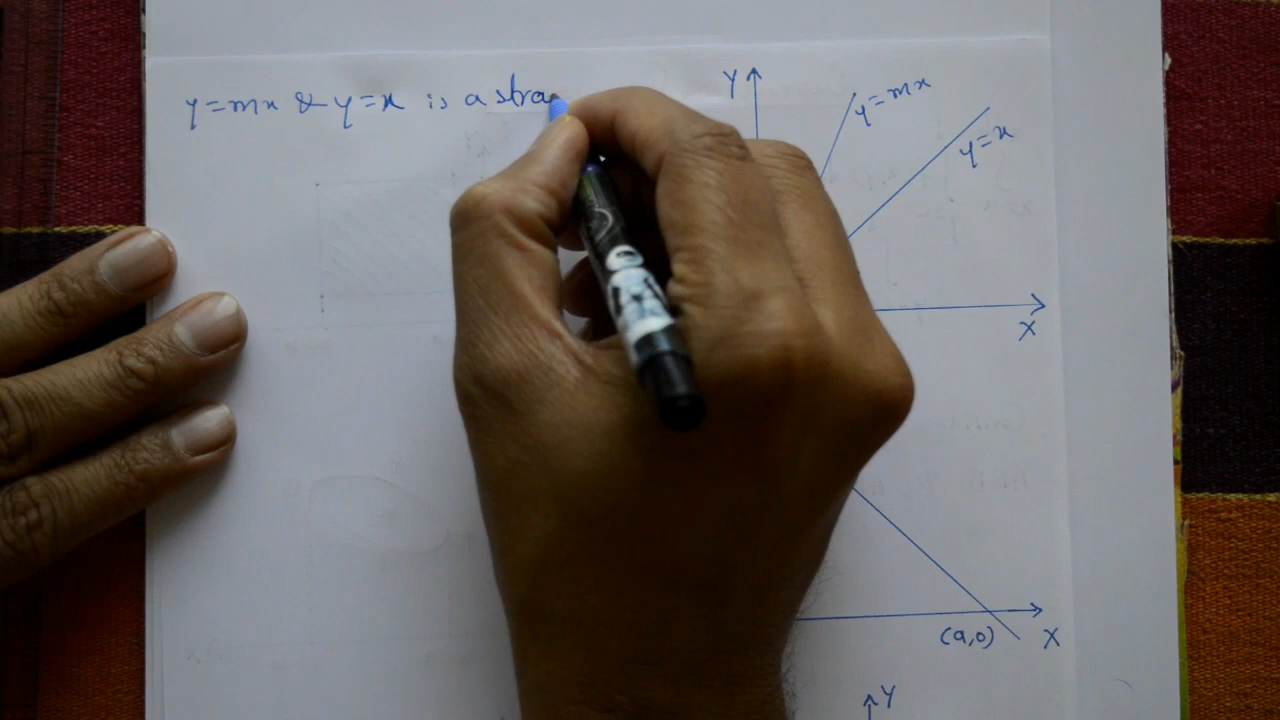 y=mx & y=x is a stra
Y
y=mx
y=x
X
(a,0)
X
Y